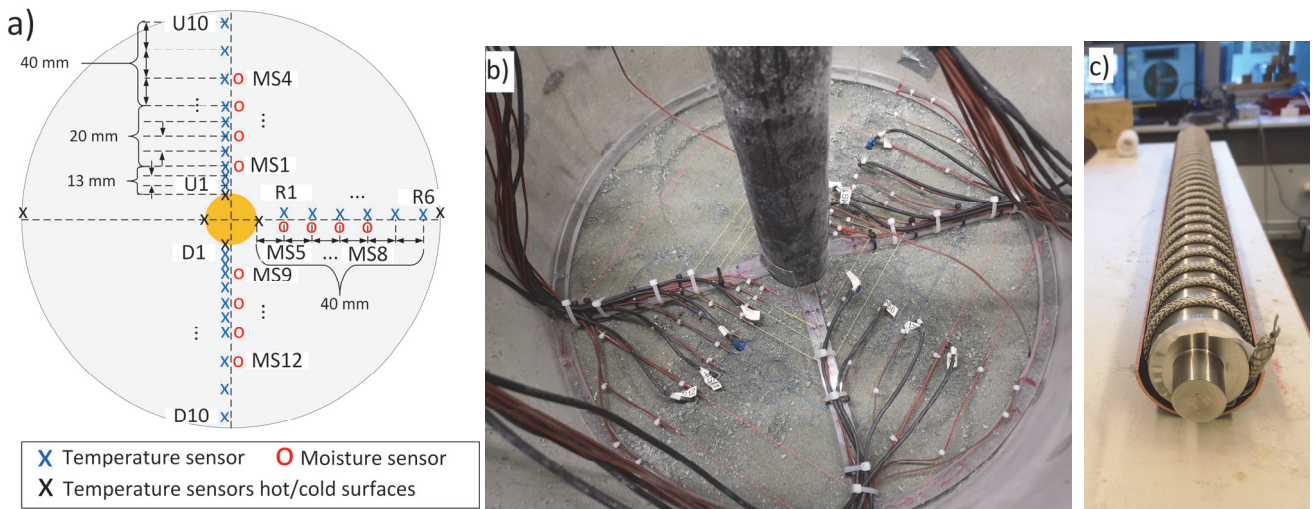 a)
U10
40 mm
MS4
...
20 mm
MS1
13 mm
U1
R1
...
R6
D1
MS5 ... MS8
MS9
40 mm
...
MS12
D10
X Temperature sensor O Moisture sensor
X Temperature sensors hot/cold surfaces
b)
c)